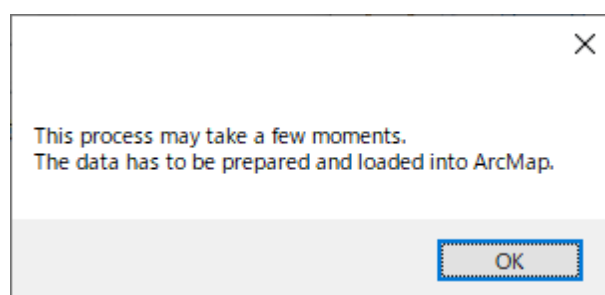 This process may take a few moments.
The data has to be prepared and loaded into ArcMap.
OK